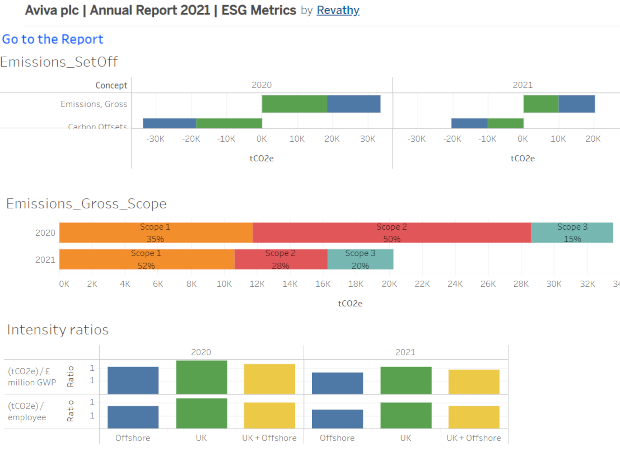 Aviva plc | Annual Report 2021 | ESG Metrics by Revathy
Go to the Report
Emissions_SetOff
Concept 2020 2021
Emissions, Gross
Carbon Offsets
-30K -20K -10K 0K 10K 20K 30K -30K -20K -10K 0K 10K 20K
tCO2e tCO2e
Emissions_Gross_Scope
2020 Scope 1 35% Scope 2 50% Scope 3 15%
2021 Scope 1 52% Scope 2 28% Scope 3 20%
0K 2K 4K 6K 8K 10K 12K 14K 16K 18K 20K 22K 24K 26K 28K 30K 32K 34
tCO2e
Intensity ratios
2020 2021
(tCO2e) / £ million GWP Ratio 1 1
(tCO2e) / employee Ratio 1 1
Offshore UK UK + Offshore Offshore UK UK + Offshore